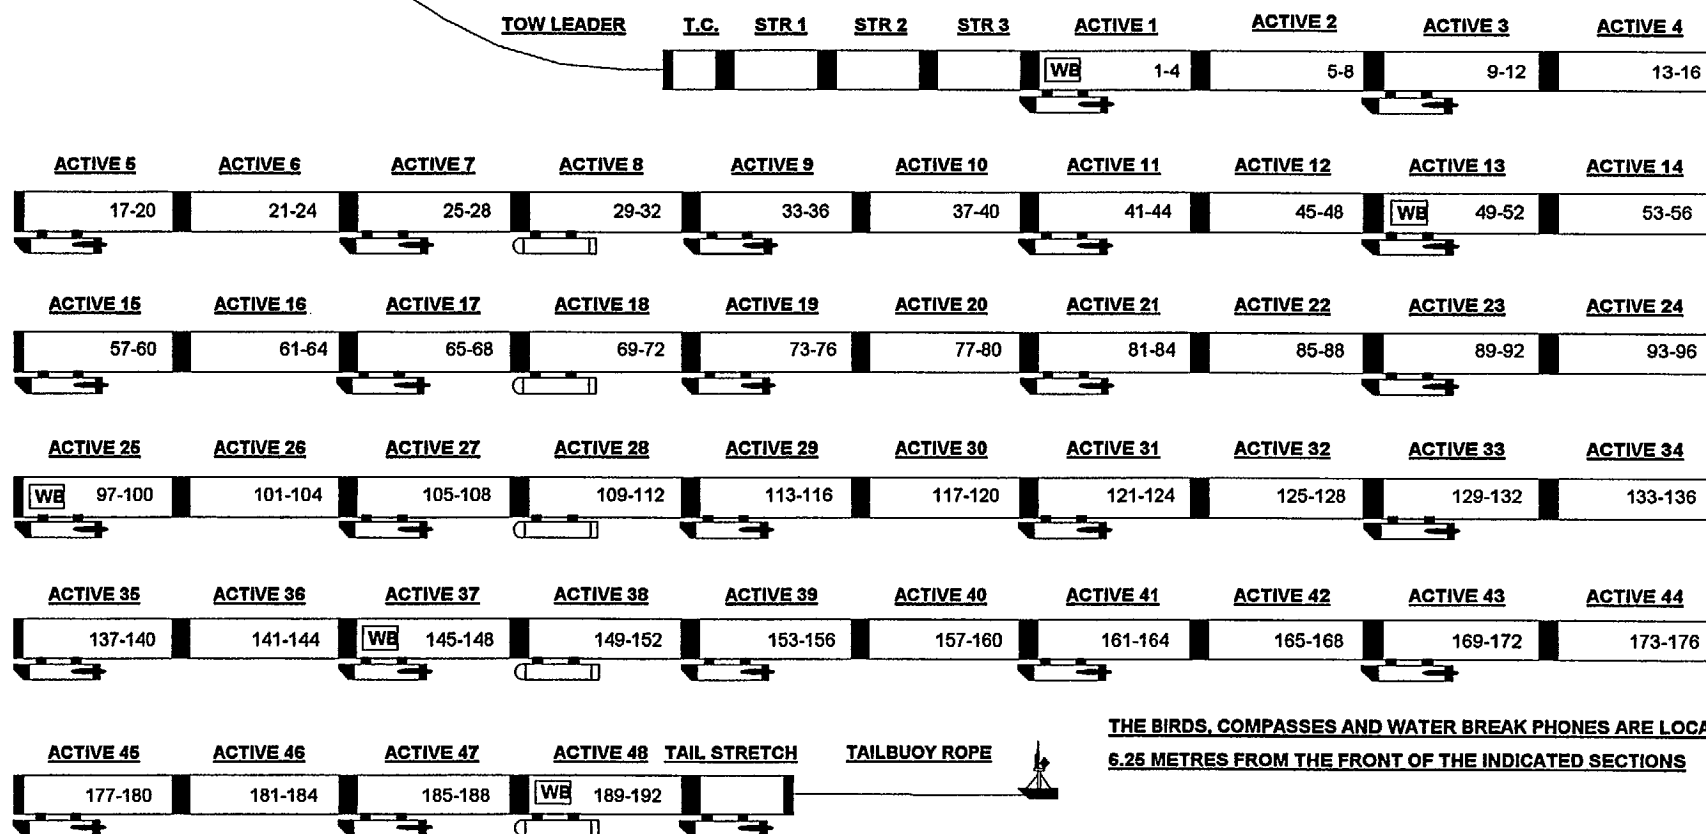 TOW LEADER T.C. STR 1 STR 2 STR 3 ACTIVE 1 ACTIVE 2 ACTIVE 3 ACTIVE 4
WB 1-4 5-8 9-12 13-16
ACTIVE 5 ACTIVE 6 ACTIVE 7 ACTIVE 8 ACTIVE 9 ACTIVE 10 ACTIVE 11 ACTIVE 12 ACTIVE 13 ACTIVE 14
17-20 21-24 25-28 29-32 33-36 37-40 41-44 45-48 WB 49-52 53-56
ACTIVE 15 ACTIVE 16 ACTIVE 17 ACTIVE 18 ACTIVE 19 ACTIVE 20 ACTIVE 21 ACTIVE 22 ACTIVE 23 ACTIVE 24
57-60 61-64 65-68 69-72 73-76 77-80 81-84 85-88 89-92 93-96
ACTIVE 25 ACTIVE 26 ACTIVE 27 ACTIVE 28 ACTIVE 29 ACTIVE 30 ACTIVE 31 ACTIVE 32 ACTIVE 33 ACTIVE 34
WB 97-100 101-104 105-108 109-112 113-116 117-120 121-124 125-128 129-132 133-136
ACTIVE 35 ACTIVE 36 ACTIVE 37 ACTIVE 38 ACTIVE 39 ACTIVE 40 ACTIVE 41 ACTIVE 42 ACTIVE 43 ACTIVE 44
137-140 141-144 WB 145-148 149-152 153-156 157-160 161-164 165-168 169-172 173-176
ACTIVE 45 ACTIVE 46 ACTIVE 47 ACTIVE 48 TAIL STRETCH TAILBUOY ROPE
177-180 181-184 185-188 WB 189-192
THE BIRDS, COMPASSES AND WATER BREAK PHONES ARE LOCA
6.25 METRES FROM THE FRONT OF THE INDICATED SECTIONS